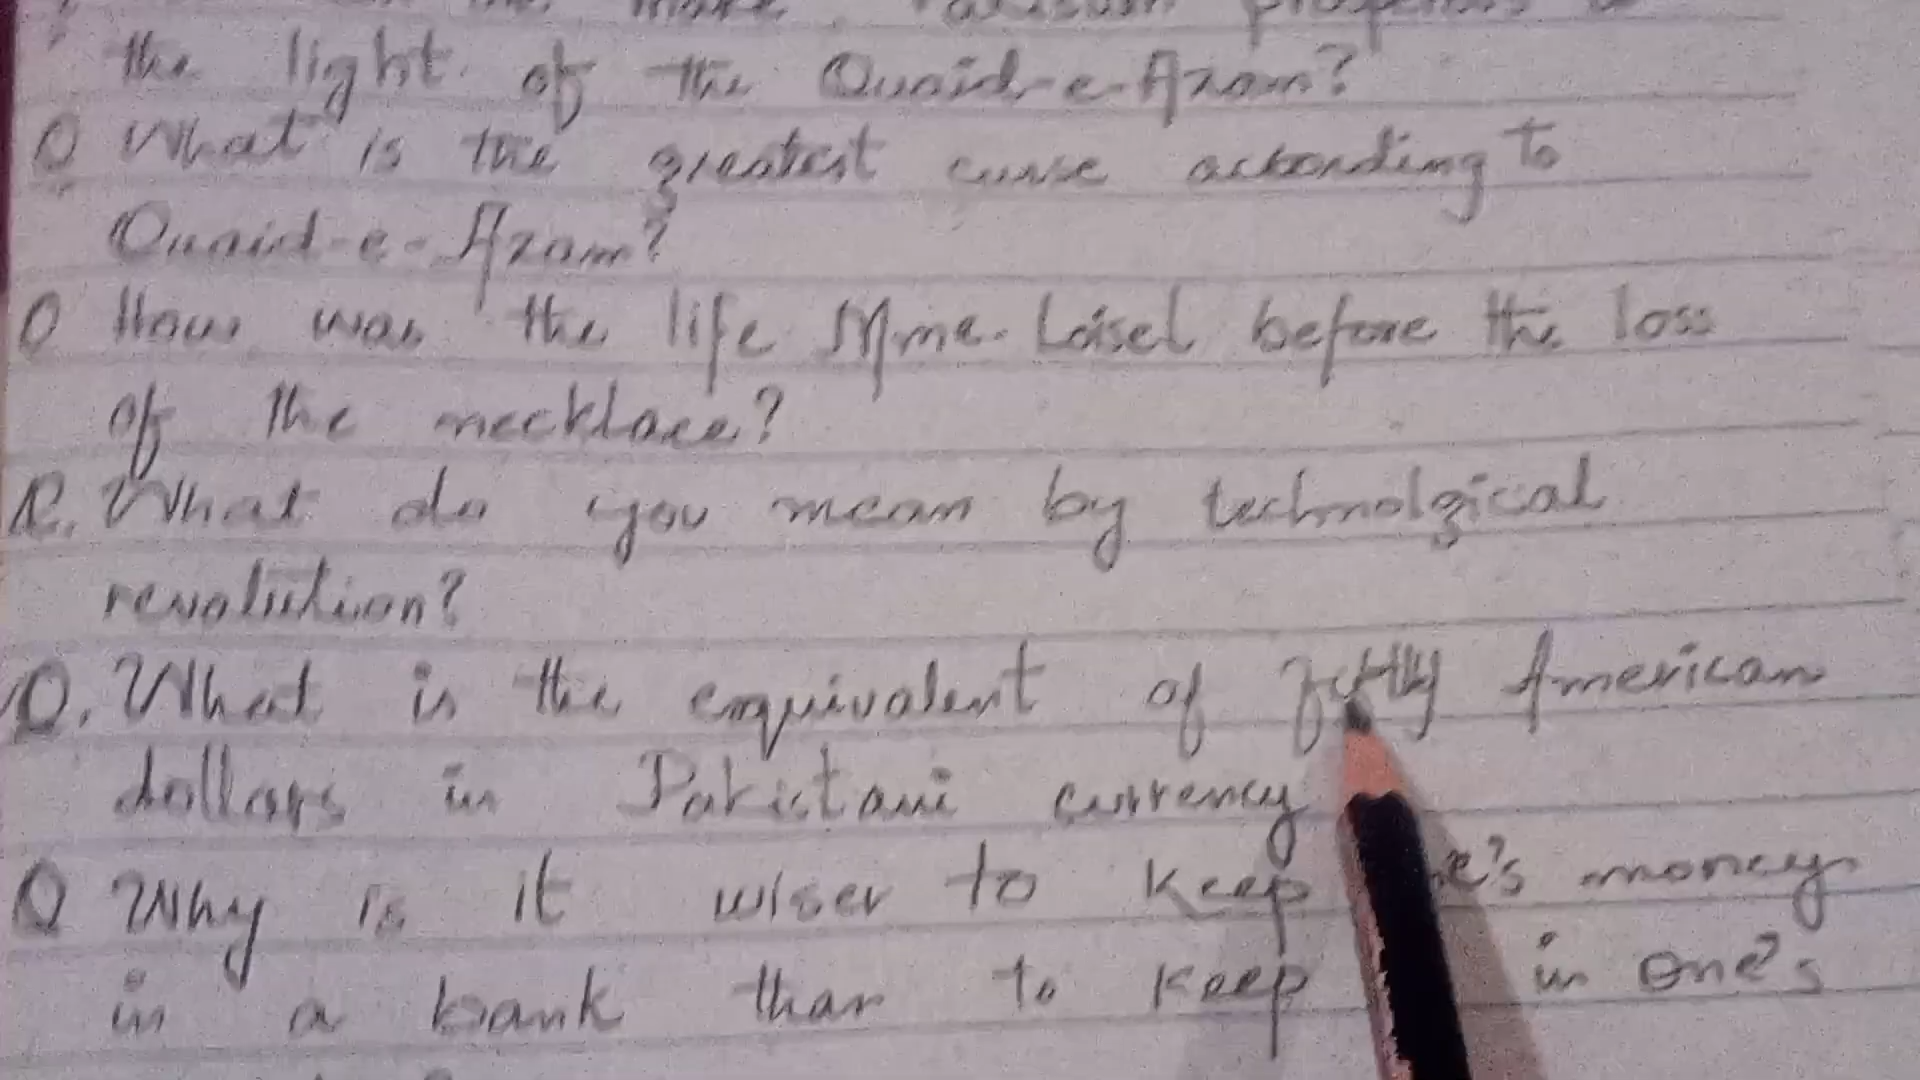 make Pakistan
the light of the Quaid-e-Azam?
Q What is the greatest curse according to
Quaid-e-Azam?
Q How was the life Mme. Loisel before the loss
of the necklace?
Q. What do you mean by technolgical
revolution?
Q. What is the equivalent of American
dollars in Pakistani currency
Q Why is it wiser to keep money
in a bank than to keep in one's